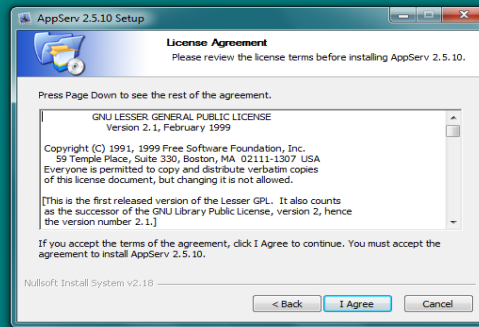 AppServ 2.5.10 Setup
License Agreement
Please review the license terms before installing AppServ 2.5.10.
Press Page Down to see the rest of the agreement.
GNU LESSER GENERAL PUBLIC LICENSE
Version 2.1, February 1999
Copyright (C) 1991, 1999 Free Software Foundation, Inc.
59 Temple Place, Suite 330, Boston, MA 02111-1307 USA
Everyone is permitted to copy and distribute verbatim copies
of this license document, but changing it is not allowed.
[This is the first released version of the Lesser GPL. It also counts
as the successor of the GNU Library Public License, version 2, hence
the version number 2.1.]
If you accept the terms of the agreement, click I Agree to continue. You must accept the
agreement to install AppServ 2.5.10.
Nullsoft Install System v2.18
< Back I Agree Cancel